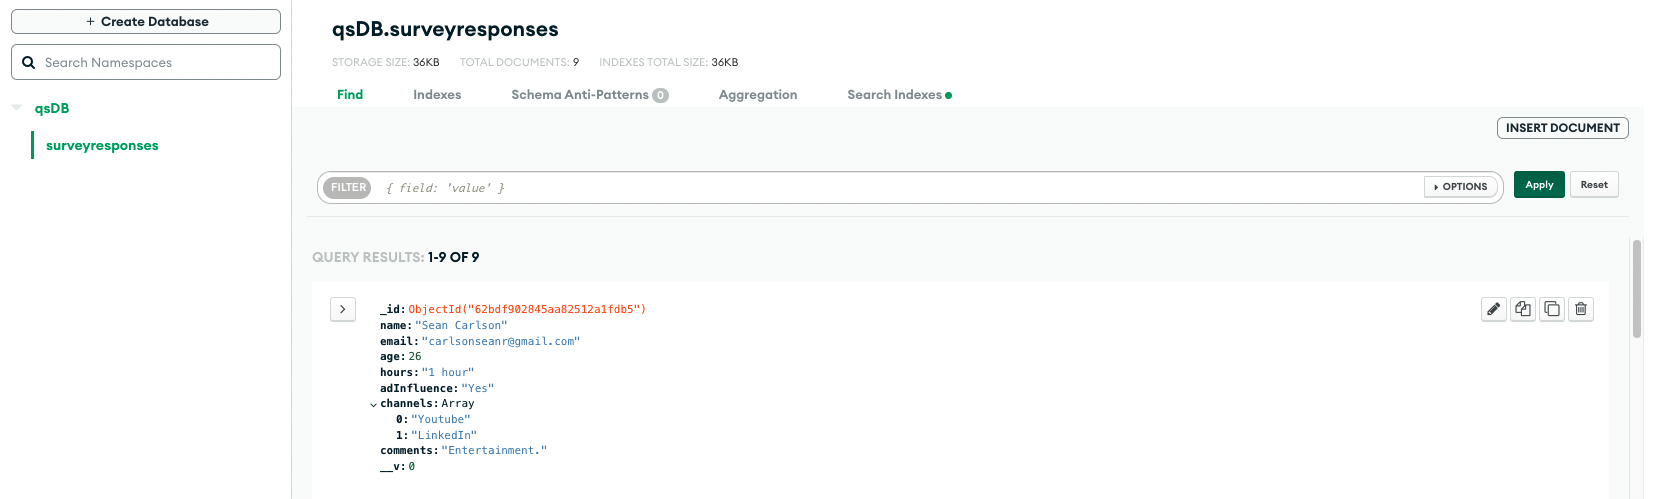 + Create Database
Search Namespaces
qsDB
surveyresponses
qsDB.surveyresponses
STORAGE SIZE: 36KB TOTAL DOCUMENTS: 9 INDEXES TOTAL SIZE: 36KB
Find Indexes Schema Anti-Patterns 0 Aggregation Search Indexes
INSERT DOCUMENT
FILTER { field: 'value' } OPTIONS Apply Reset
QUERY RESULTS: 1-9 OF 9
_id: ObjectId("62bdf902845aa82512a1fdb5")
name: "Sean Carlson"
email: "carlsonseanr@gmail.com"
age: 26
hours: "1 hour"
adInfluence: "Yes"
channels: Array
0: "Youtube"
1: "LinkedIn"
comments: "Entertainment."
__v: 0